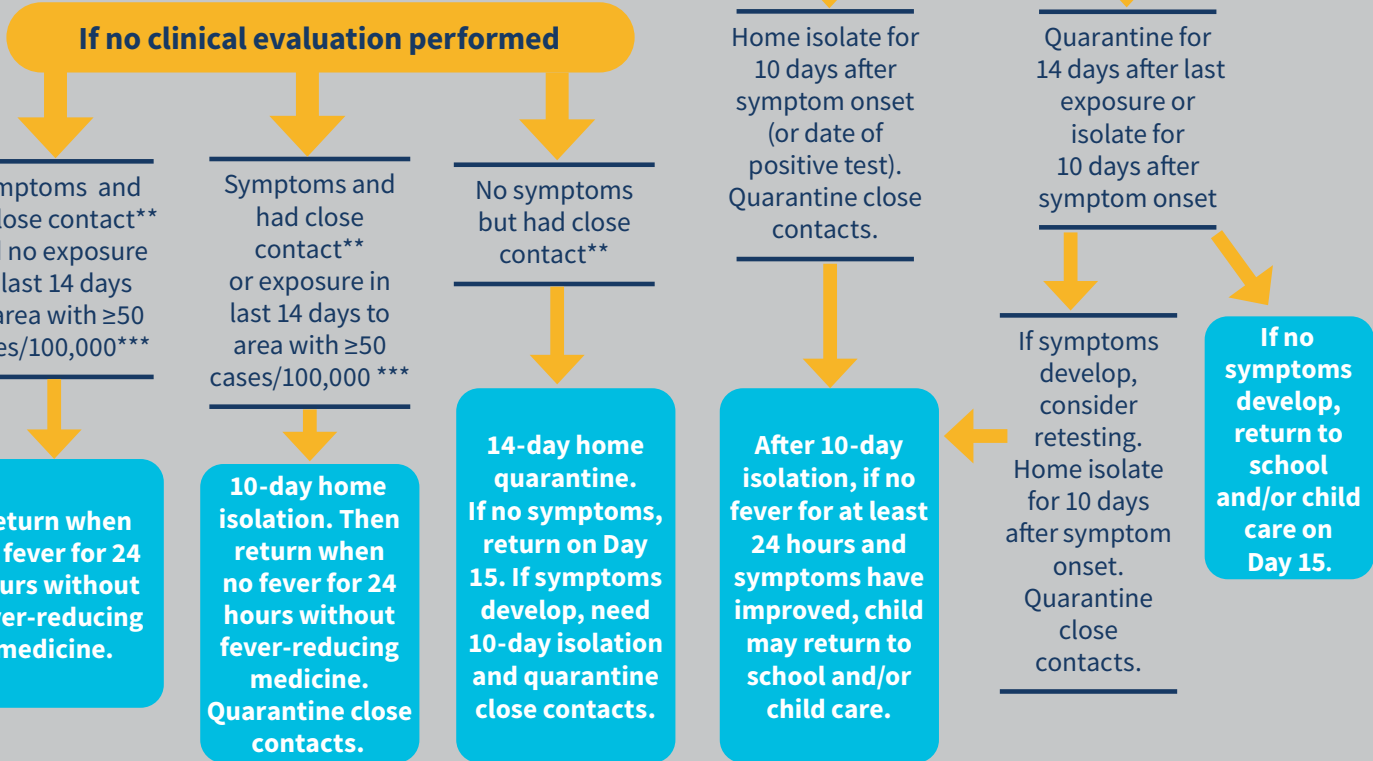 If no clinical evaluation performed
and
lose contact**
no exposure
last 14 days
area with ≥50
es/100,000***
return when
fever for 24
without
medicine.
Symptoms and
had close
contact**
or exposure in
last 14 days to
area with ≥50
cases/100,000 ***
10-day home
isolation. Then
return when
no fever for 24
hours without
fever-reducing
medicine.
Quarantine close
contacts.
No symptoms
but had close
contact**
14-day home
quarantine.
If no symptoms,
return on Day
15. If symptoms
develop, need
10-day isolation
and quarantine
close contacts.
Home isolate for
10 days after
symptom onset
(or date of
positive test).
Quarantine close
contacts.
After 10-day
isolation, if no
fever for at least
24 hours and
symptoms have
improved, child
may return to
school and/or
child care.
Quarantine for
14 days after last
exposure or
isolate for
10 days after
symptom onset
If symptoms
develop,
consider
retesting.
Home isolate
for 10 days
after symptom
onset.
Quarantine
close
contacts.
If no
symptoms
develop,
return to
school
and/or child
care on
Day 15.